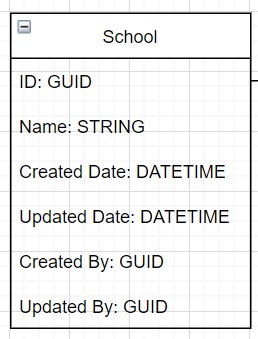 School
ID: GUID
Name: STRING
Created Date: DATETIME
Updated Date: DATETIME
Created By: GUID
Updated By: GUID